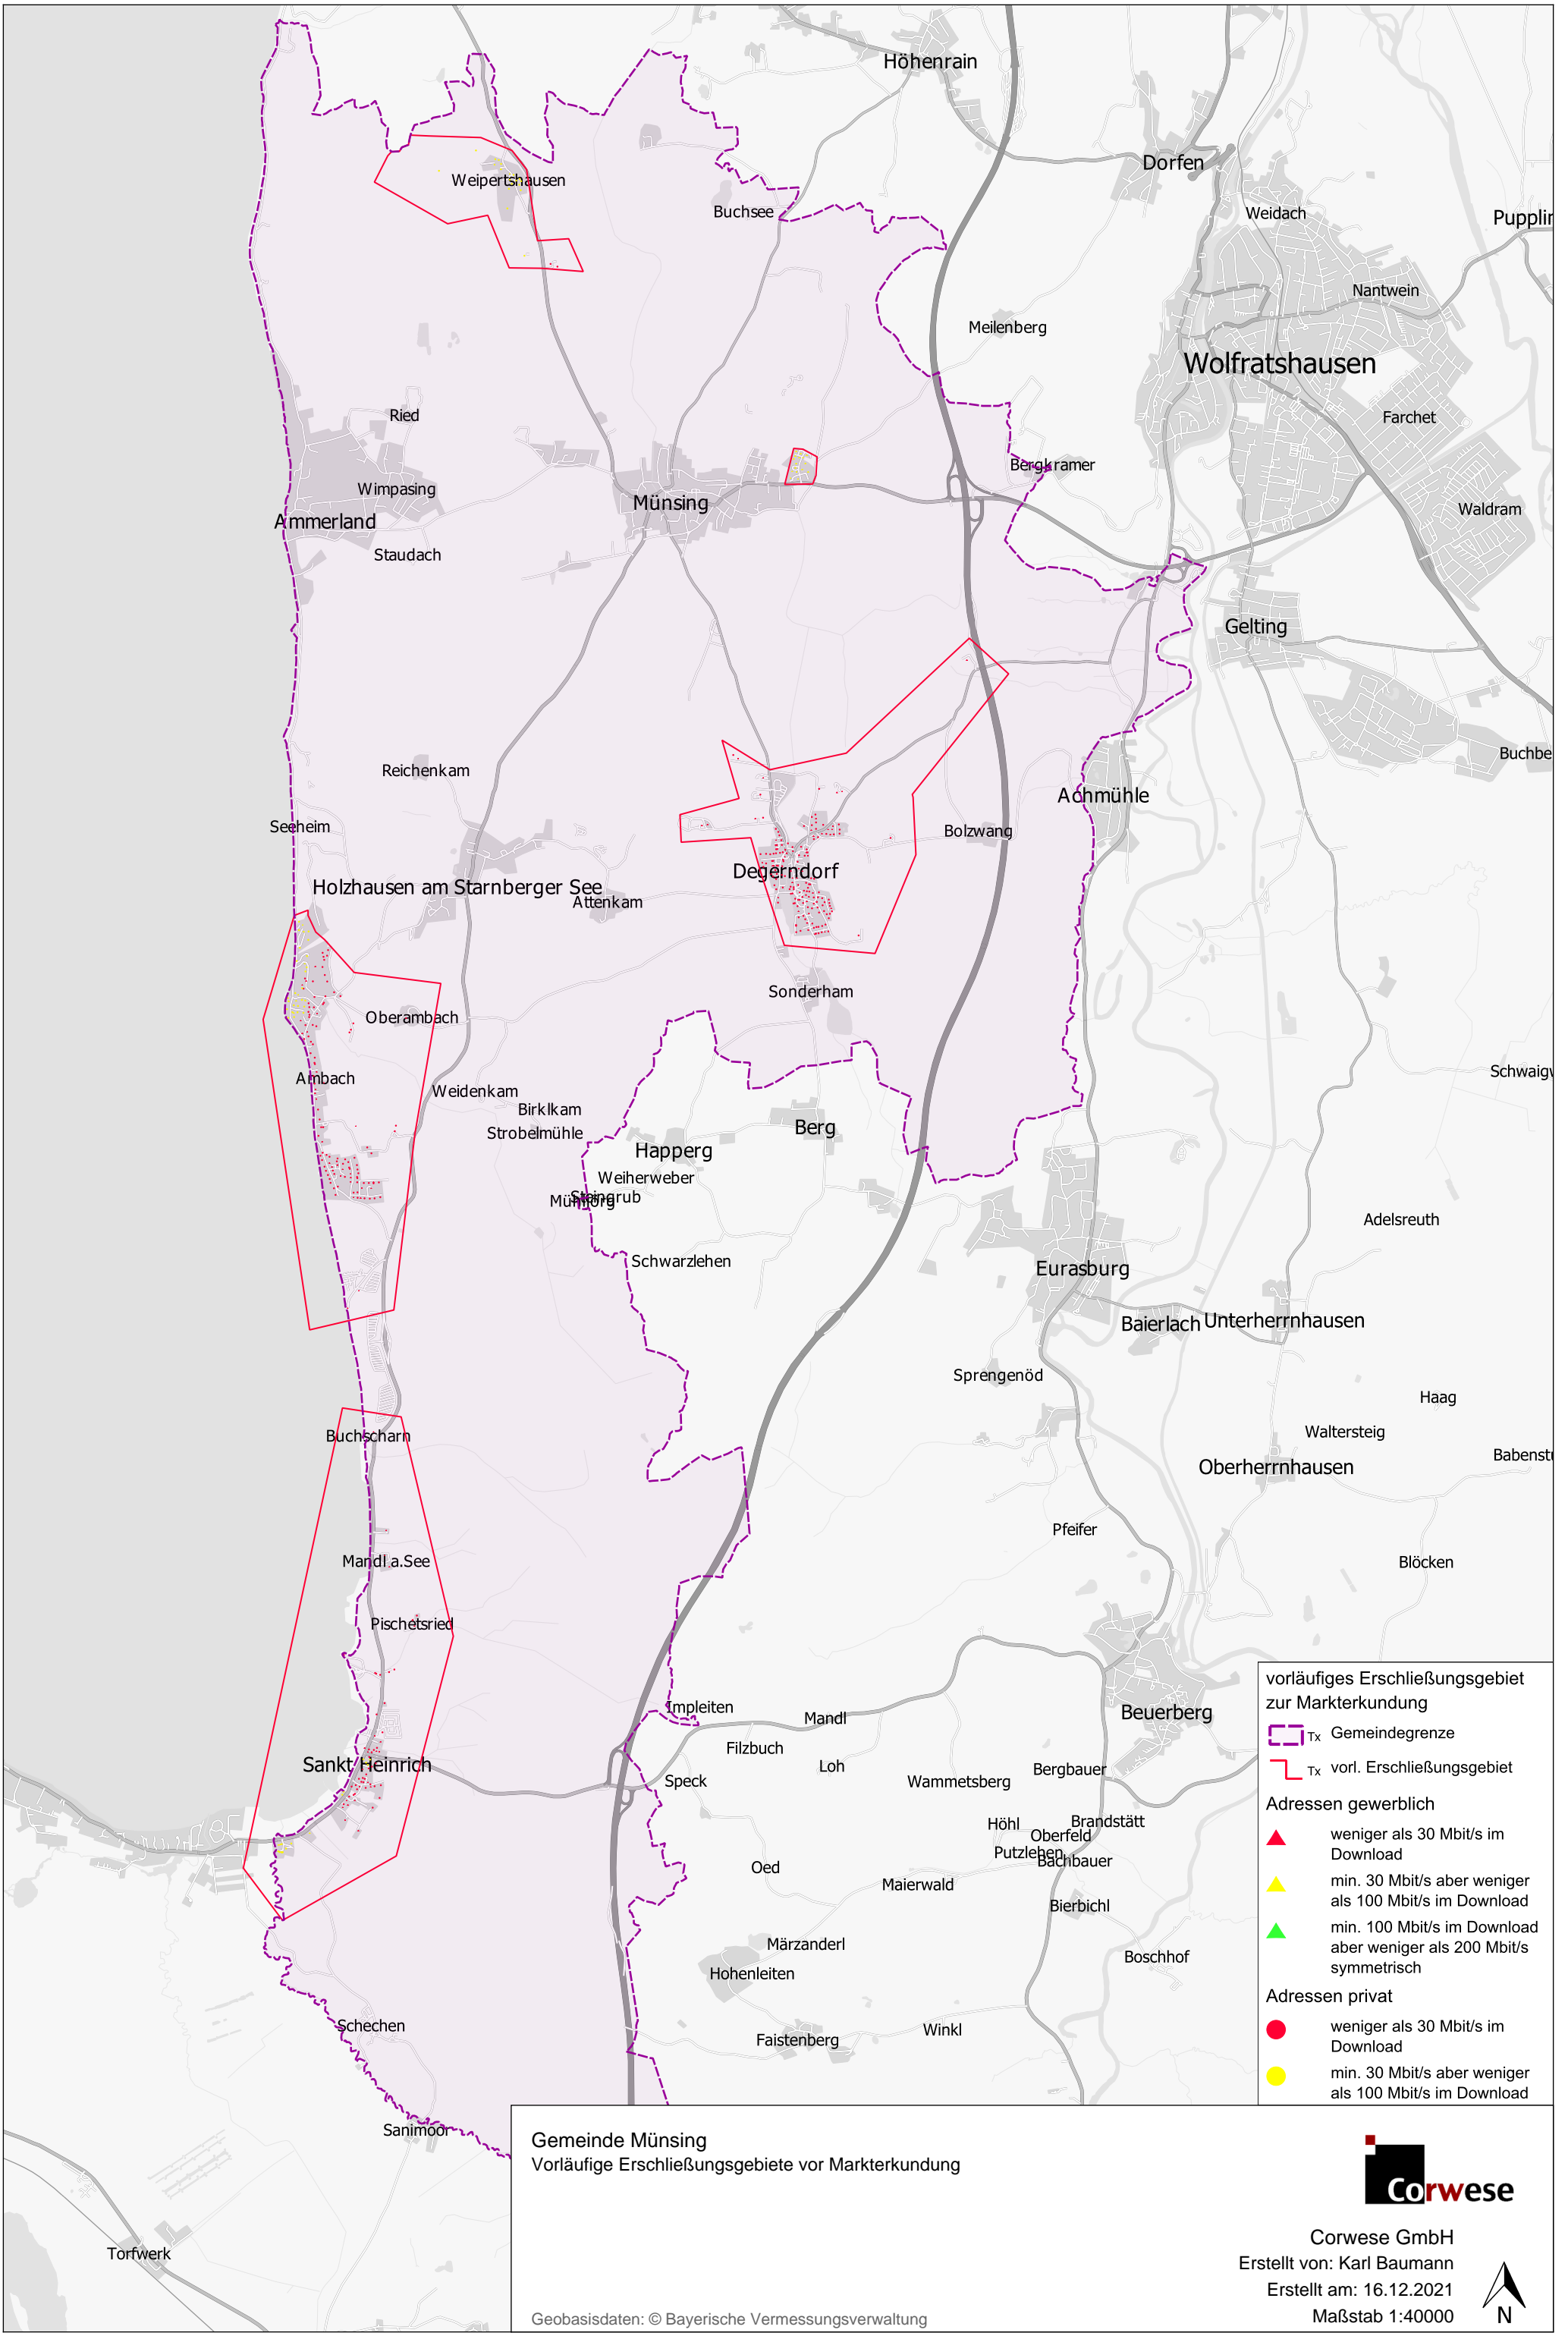 Höhenrain
Dorfen
Weipertshausen
Buchsee
Weidach
Nantwein
Meilenberg
Wolfratshausen
Ried
Farchet
Wimpasing
Bergkramer
Münsing
Ammerland
Waldram
Staudach
Gelting
Reichenkam
Buchbe
Achmühle
Seeheim
Bolzwang
Degerndorf
Holzhausen am Starnberger See
Attenkam
Sonderham
Oberambach
Ambach
Schwaigw
Weidenkam
Birklkam
Strobelmühle
Berg
Happerg
Weiherweber
Steingrub
Mühlörg
Adelsreuth
Schwarzlehen
Eurasburg
Baierlach
Unterherrnhausen
Sprengenöd
Haag
Buchscharn
Waltersteig
Oberherrnhausen
Babenstu
Pfeifer
Mandl a.See
Blöcken
Pischetsried
Impleiten
Mandl
Beuerberg
Filzbuch
Sankt Heinrich
Loh
Speck
Wammetsberg
Bergbauer
Höhl
Brandstätt
Oberfeld
Putzlehen
Bachbauer
Oed
Maierwald
Bierbichl
Märzanderl
Hohenleiten
Boschhof
Schechen
Faistenberg
Winkl
Sanimoor
Torfwerk
vorläufiges Erschließungsgebiet
zur Markterkundung
Tx Gemeindegrenze
Tx vorl. Erschließungsgebiet
Adressen gewerblich
weniger als 30 Mbit/s im
Download
min. 30 Mbit/s aber weniger
als 100 Mbit/s im Download
min. 100 Mbit/s im Download
aber weniger als 200 Mbit/s
symmetrisch
Adressen privat
weniger als 30 Mbit/s im
Download
min. 30 Mbit/s aber weniger
als 100 Mbit/s im Download
Gemeinde Münsing
Vorläufige Erschließungsgebiete vor Markterkundung
Corwese
Corwese GmbH
Erstellt von: Karl Baumann
Erstellt am: 16.12.2021
Maßstab 1:40000
N
Geobasisdaten: © Bayerische Vermessungsverwaltung